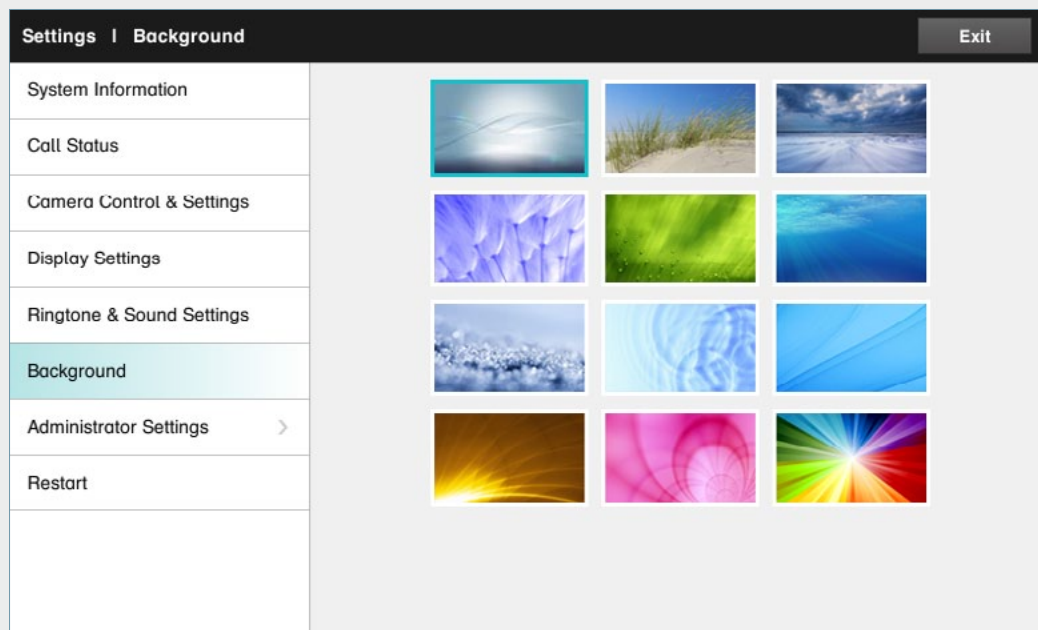 Settings | Background
Exit
System Information
Call Status
Camera Control & Settings
Display Settings
Ringtone & Sound Settings
Background
Administrator Settings
Restart